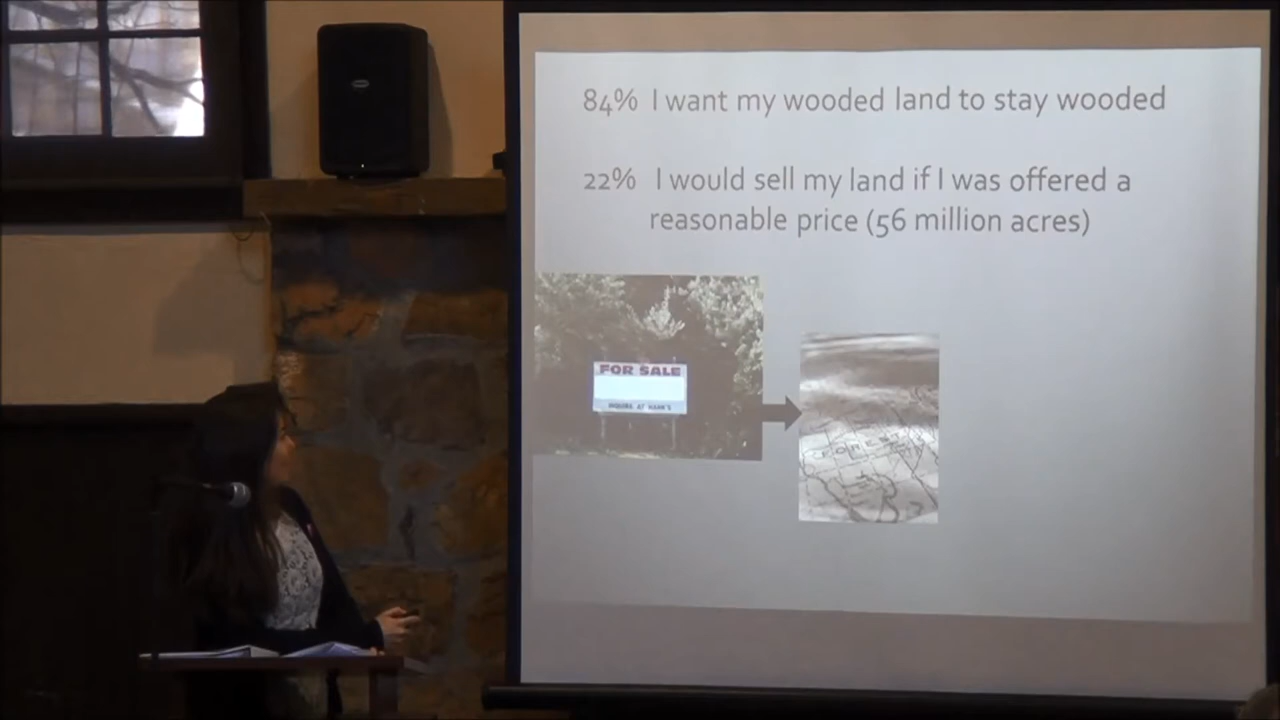 84% I want my wooded land to stay wooded
22% I would sell my land if I was offered a
reasonable price (56 million acres)
FOR SALE
FOREST